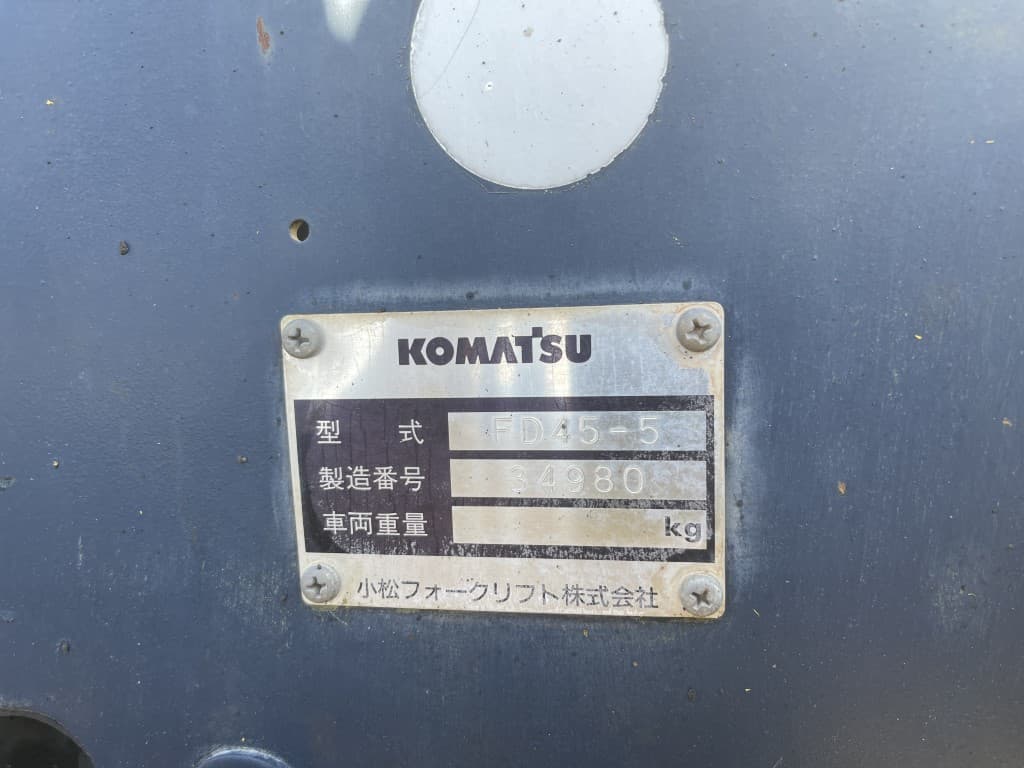 KOMATSU
型 式 FD45-5
製造番号 34980
車両重量 kg
小松フォークリフト株式会社